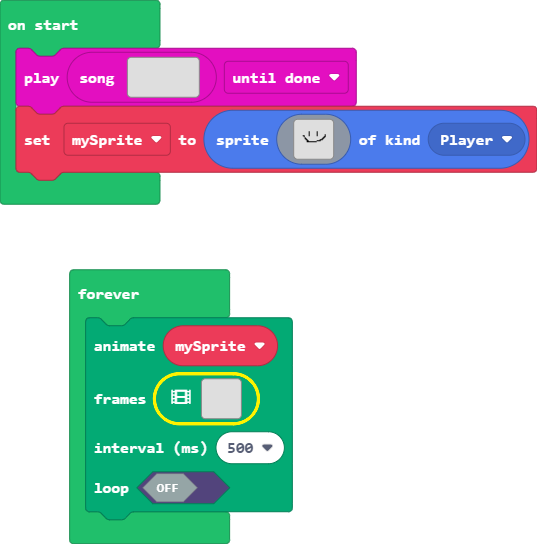 on start
play song until done
set mySprite to sprite of kind Player
forever
animate mySprite
frames
interval (ms) 500
loop OFF